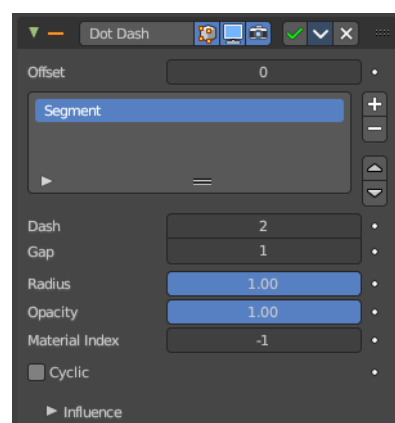 Dot Dash
Offset 0
Segment
Dash 2
Gap 1
Radius 1.00
Opacity 1.00
Material Index -1
Cyclic
Influence